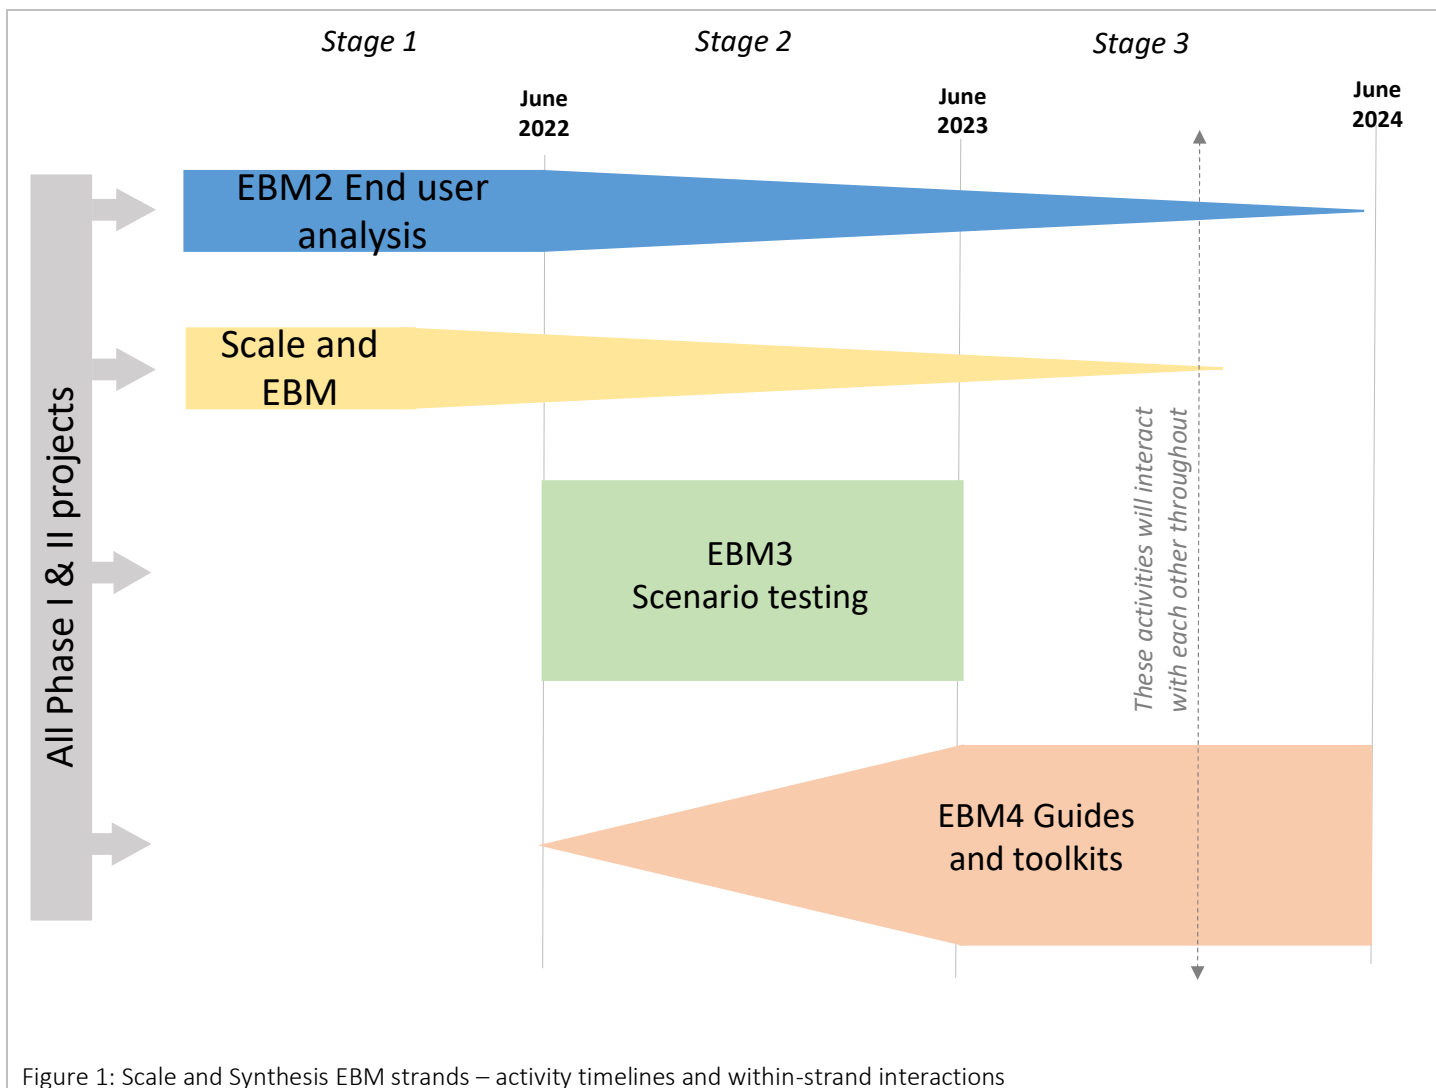 Stage 1
Stage 2
Stage 3
June
2022
June
2023
June
2024
All Phase I & II projects
EBM2 End user
analysis
Scale and
EBM
EBM3
Scenario testing
EBM4 Guides
and toolkits
These activities will interact
with each other throughout
Figure 1: Scale and Synthesis EBM strands – activity timelines and within-strand interactions